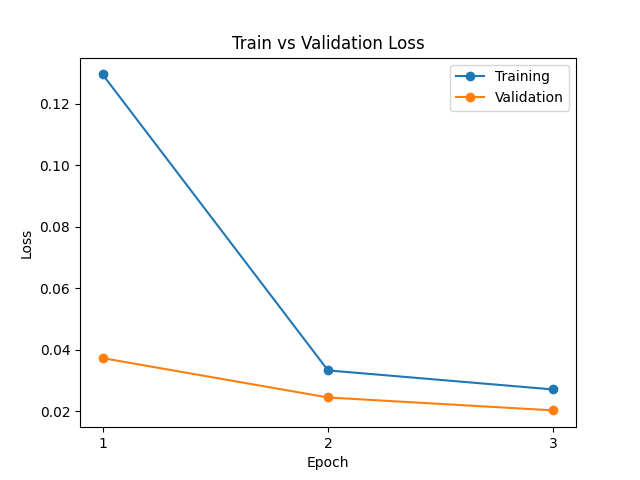 Train vs Validation Loss
Training
Validation
0.12
0.10
0.08
0.06
0.04
0.02
Loss
1
2
3
Epoch